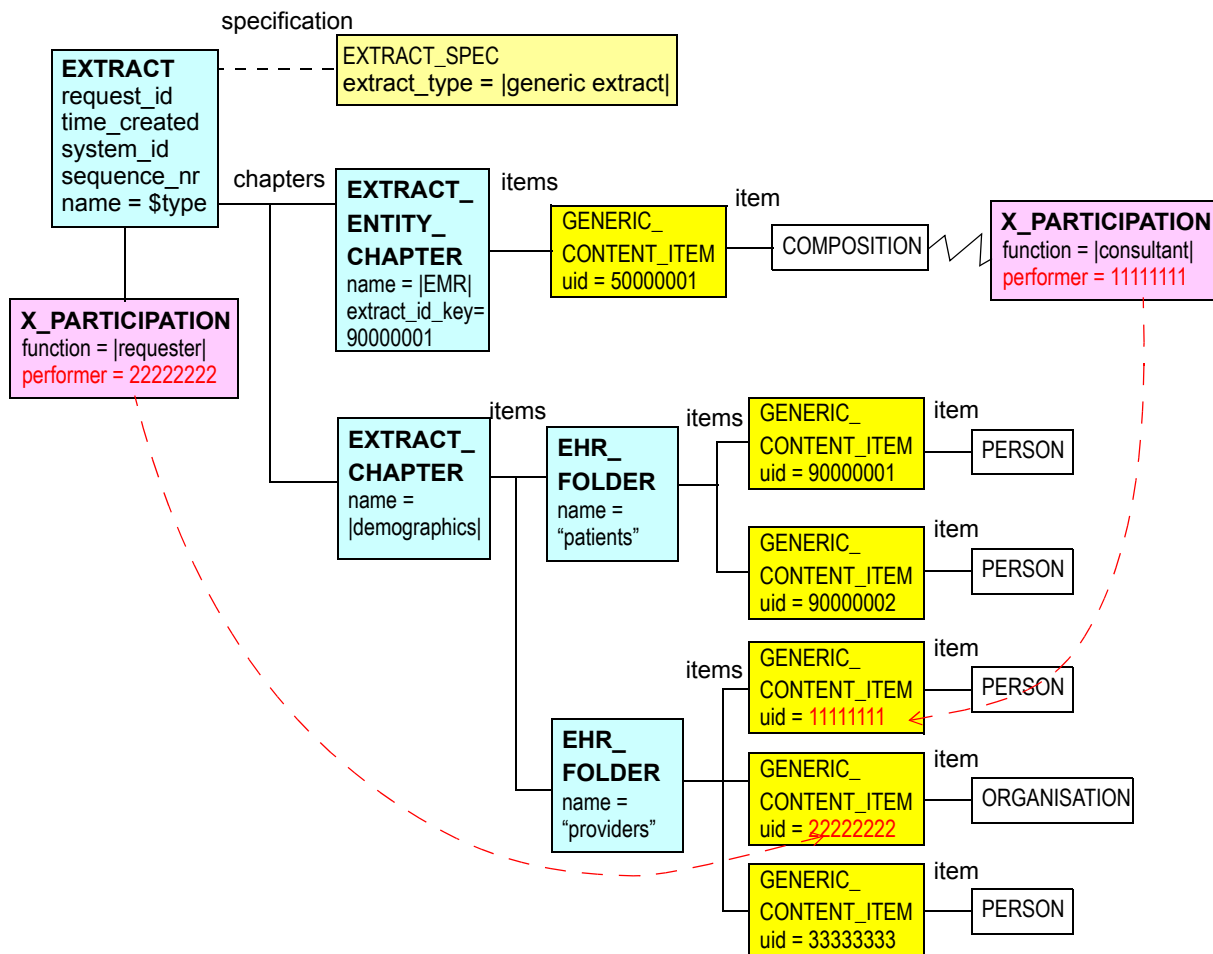 specification
EXTRACT
request_id
time_created
system_id
sequence_nr
name = $type
EXTRACT_SPEC
extract_type = |generic extract|
chapters
EXTRACT_
ENTITY_
CHAPTER
name = |EMR|
extract_id_key=
90000001
items
GENERIC_
CONTENT_ITEM
uid = 50000001
item
COMPOSITION
X_PARTICIPATION
function = |consultant|
performer = 11111111
X_PARTICIPATION
function = |requester|
performer = 22222222
EXTRACT_
CHAPTER
name =
|demographics|
items
EHR_
FOLDER
name =
“patients”
items
GENERIC_
CONTENT_ITEM
uid = 90000001
item
PERSON
GENERIC_
CONTENT_ITEM
uid = 90000002
item
PERSON
EHR_
FOLDER
name =
“providers”
items
GENERIC_
CONTENT_ITEM
uid = 11111111
item
PERSON
GENERIC_
CONTENT_ITEM
uid = 22222222
item
ORGANISATION
GENERIC_
CONTENT_ITEM
uid = 33333333
item
PERSON